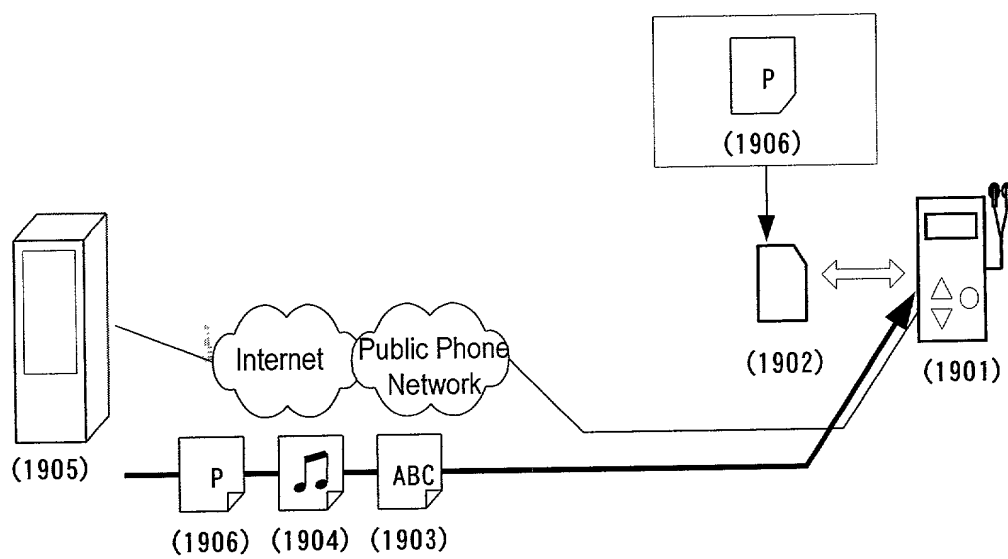 P
(1906)
(1905)
Internet
Public Phone
Network
(1902)
(1901)
P
ABC
(1906)
(1904)
(1903)